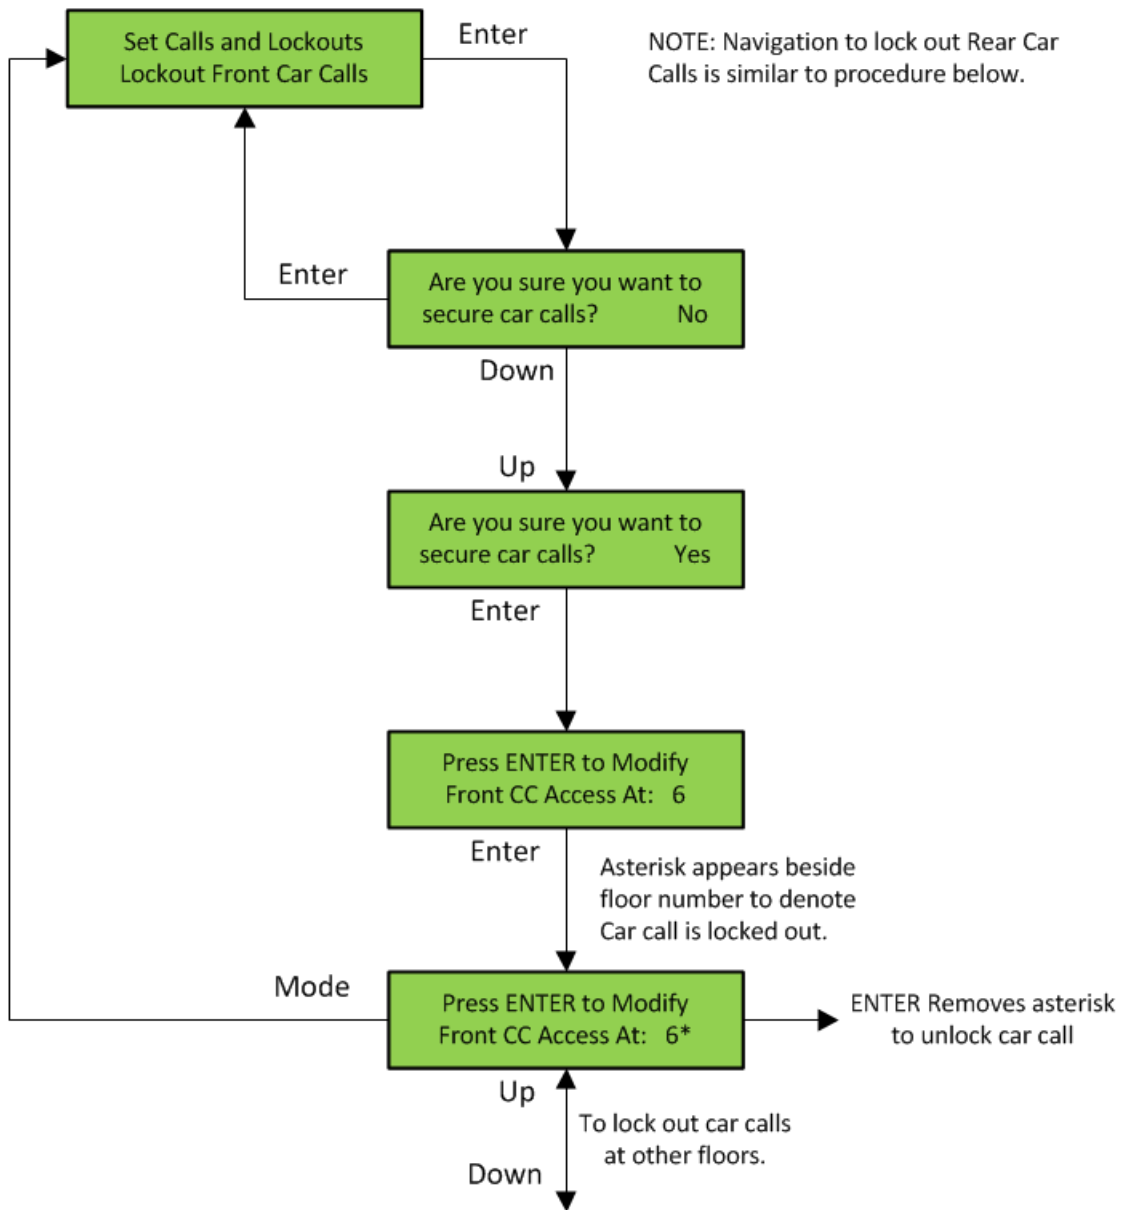 Set Calls and Lockouts
Lockout Front Car Calls
Enter
NOTE: Navigation to lock out Rear Car
Calls is similar to procedure below.
Enter
Are you sure you want to
secure car calls? No
Down
Up
Are you sure you want to
secure car calls? Yes
Enter
Press ENTER to Modify
Front CC Access At: 6
Enter
Asterisk appears beside
floor number to denote
Car call is locked out.
Mode
Press ENTER to Modify
Front CC Access At: 6*
ENTER Removes asterisk
to unlock car call
Up
To lock out car calls
at other floors.
Down